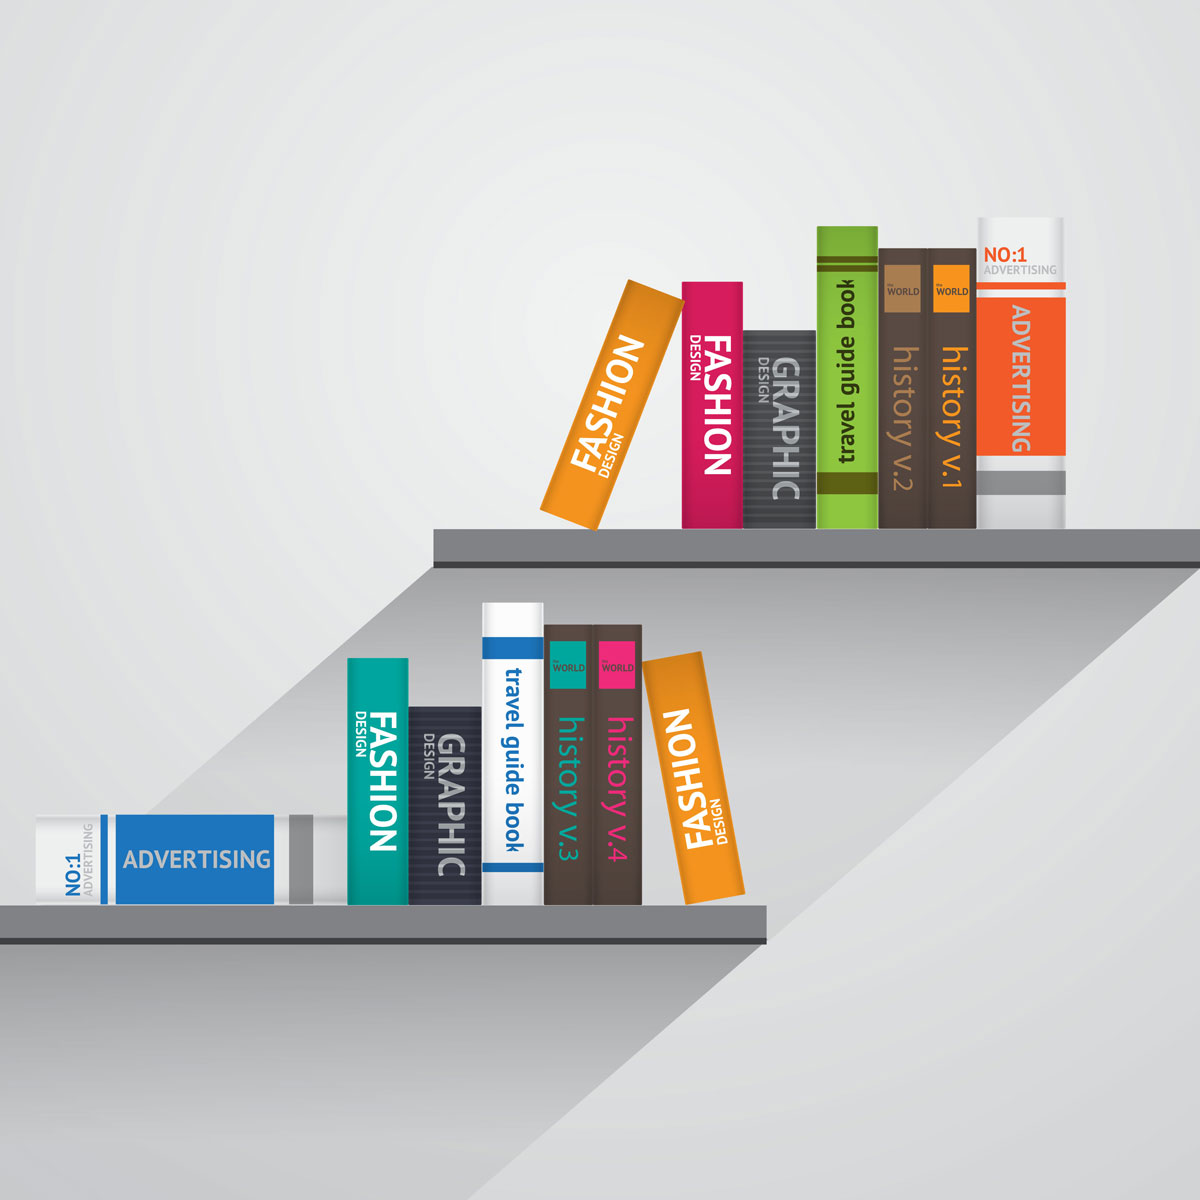 FASHION
DESIGN
FASHION
DESIGN
GRAPHIC
DESIGN
travel guide book
WORLD
history v.2
WORLD
history v.1
NO:1
ADVERTISING
ADVERTISING
NO:1
ADVERTISING
ADVERTISING
FASHION
DESIGN
GRAPHIC
DESIGN
travel guide book
WORLD
history v.3
WORLD
history v.4
FASHION
DESIGN